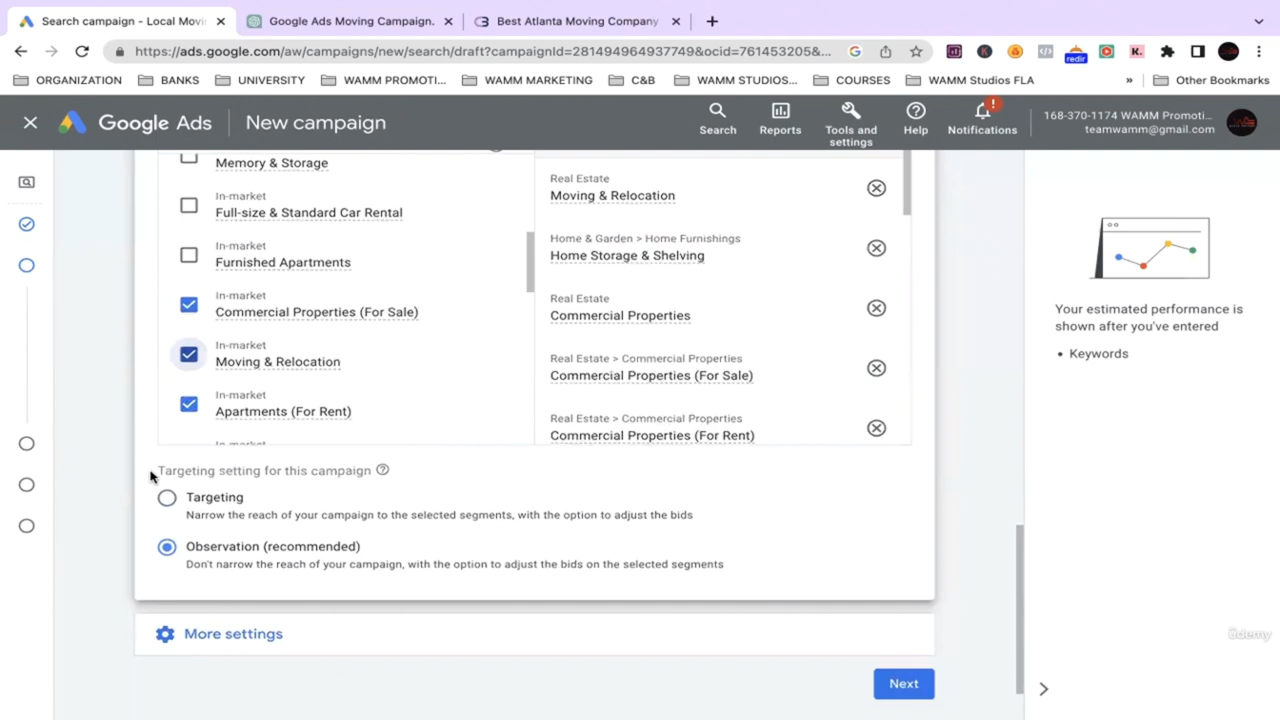 Search campaign - Local Movi
Google Ads Moving Campaign.
Best Atlanta Moving Company
https://ads.google.com/aw/campaigns/new/search/draft?campaignId=281494964937749&ocid=761453205&...
redir
ORGANIZATION
BANKS
UNIVERSITY
WAMM PROMOTI...
WAMM MARKETING
C&B
WAMM STUDIOS...
COURSES
WAMM Studios FLA
»
Other Bookmarks
Google Ads
New campaign
Search
Reports
Tools and
settings
Help
!
Notifications
168-370-1174 WAMM Promoti...
teamwamm@gmail.com
Memory & Storage
In-market
Full-size & Standard Car Rental
In-market
Furnished Apartments
In-market
Commercial Properties (For Sale)
In-market
Moving & Relocation
In-market
Apartments (For Rent)
In-market
Real Estate
Moving & Relocation
Home & Garden > Home Furnishings
Home Storage & Shelving
Real Estate
Commercial Properties
Real Estate > Commercial Properties
Commercial Properties (For Sale)
Real Estate > Commercial Properties
Commercial Properties (For Rent)
Targeting setting for this campaign
Targeting
Narrow the reach of your campaign to the selected segments, with the option to adjust the bids
Observation (recommended)
Don't narrow the reach of your campaign, with the option to adjust the bids on the selected segments
More settings
Next
Your estimated performance is
shown after you've entered
• Keywords
ûdemy